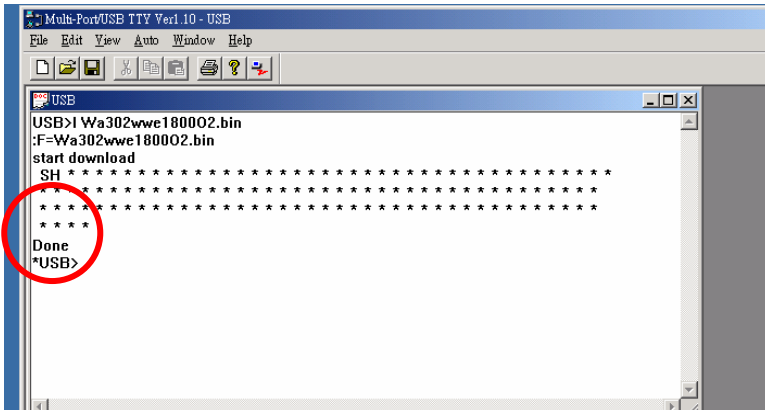 Multi-Port/USB TTY Ver1.10 - USB
File Edit View Auto Window Help
USB
USB>l Wa302wwe180002.bin
:F=Wa302wwe180002.bin
start download
SH * * * * * * * * * * * * * * * * * * * * * * * * * * * * * * * * * * * * * * *
* * * * * * * * * * * * * * * * * * * * * * * * * * * * * * * * * * * * * * * *
* * * * * * * * * * * * * * * * * * * * * * * * * * * * * * * * * * * * * * * *
* * * *
Done
*USB>